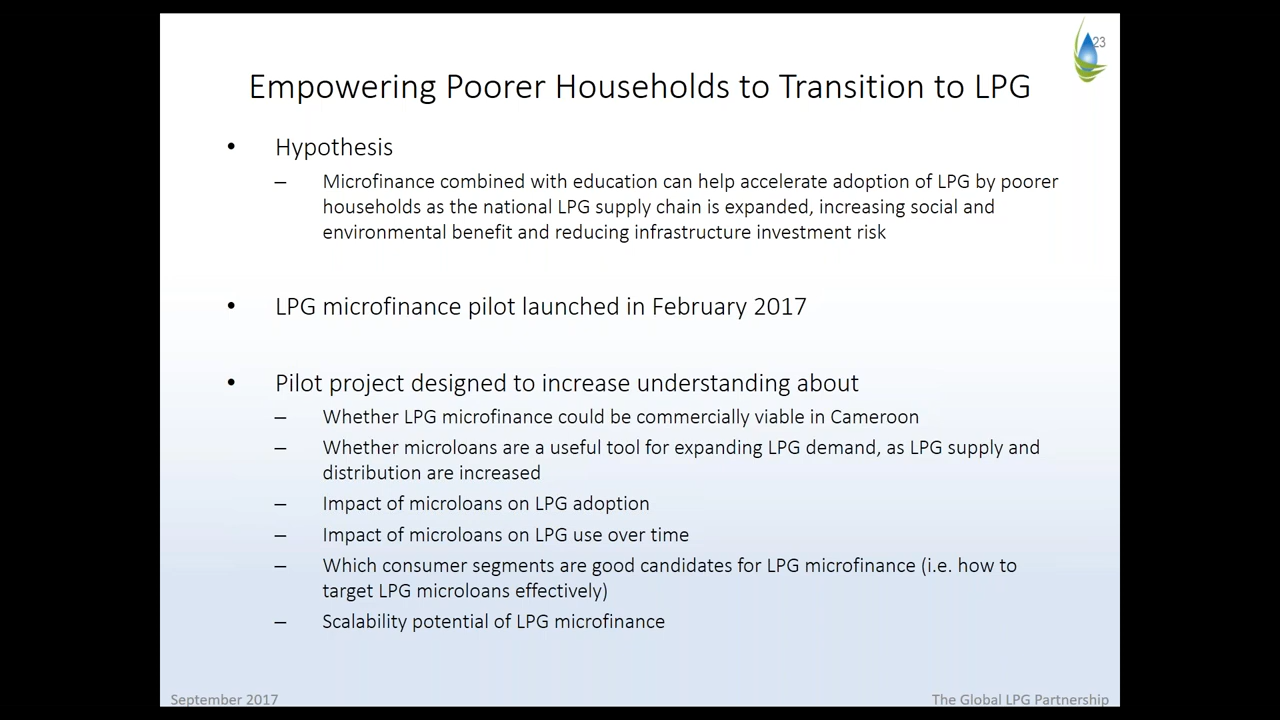 23
Empowering Poorer Households to Transition to LPG
• Hypothesis
– Microfinance combined with education can help accelerate adoption of LPG by poorer
households as the national LPG supply chain is expanded, increasing social and
environmental benefit and reducing infrastructure investment risk
• LPG microfinance pilot launched in February 2017
• Pilot project designed to increase understanding about
– Whether LPG microfinance could be commercially viable in Cameroon
– Whether microloans are a useful tool for expanding LPG demand, as LPG supply and
distribution are increased
– Impact of microloans on LPG adoption
– Impact of microloans on LPG use over time
– Which consumer segments are good candidates for LPG microfinance (i.e. how to
target LPG microloans effectively)
– Scalability potential of LPG microfinance
September 2017
The Global LPG Partnership